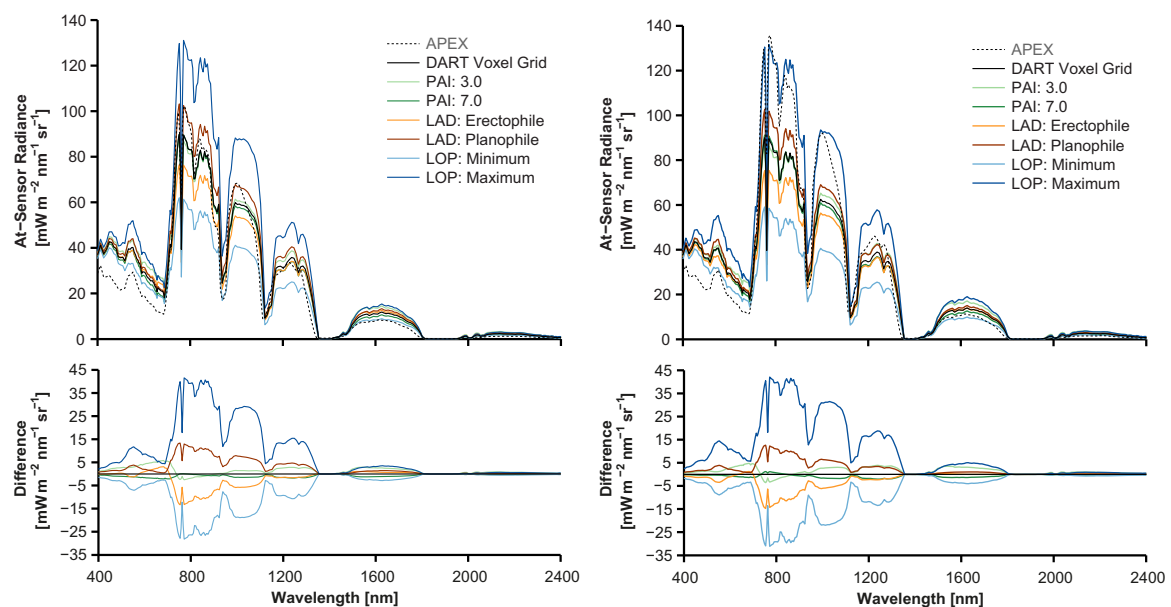 140
120
100
80
60
40
20
0
At-Sensor Radiance
[mW m⁻² nm⁻¹ sr⁻¹]
APEX
DART Voxel Grid
PAI: 3.0
PAI: 7.0
LAD: Erectophile
LAD: Planophile
LOP: Minimum
LOP: Maximum
45
35
25
15
5
−5
−15
−25
−35
Difference
[mW m⁻² nm⁻¹ sr⁻¹]
400 800 1200 1600 2000 2400
Wavelength [nm]
140
120
100
80
60
40
20
0
At-Sensor Radiance
[mW m⁻² nm⁻¹ sr⁻¹]
APEX
DART Voxel Grid
PAI: 3.0
PAI: 7.0
LAD: Erectophile
LAD: Planophile
LOP: Minimum
LOP: Maximum
45
35
25
15
5
−5
−15
−25
−35
Difference
[mW m⁻² nm⁻¹ sr⁻¹]
400 800 1200 1600 2000 2400
Wavelength [nm]